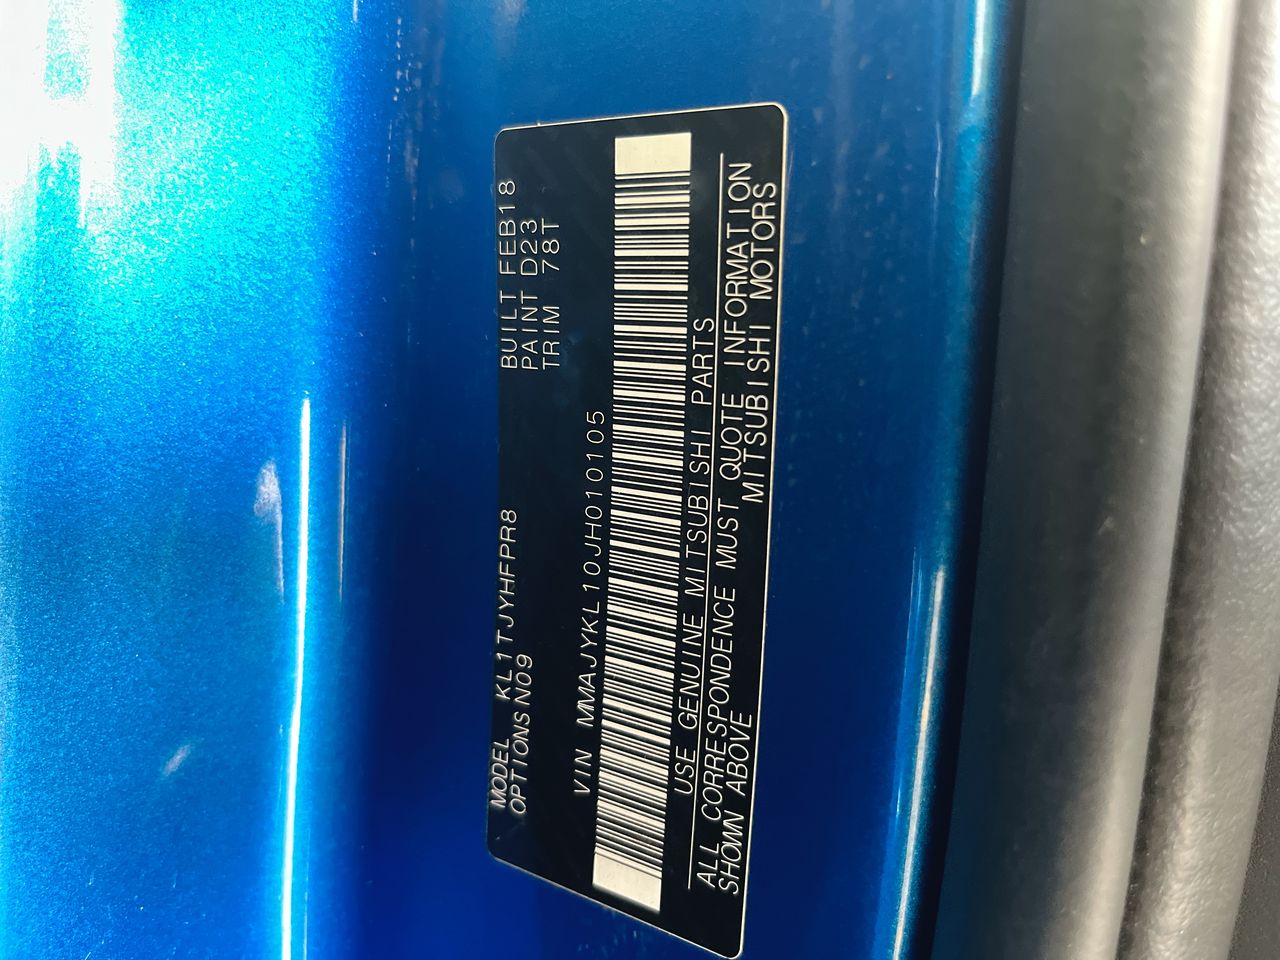 MODEL KL1TJYHFPR8 BUILT FEB18
OPTIONS N09 PAINT D23
TRIM 78T
VIN MMAJYKL10JH010105
USE GENUINE MITSUBISHI PARTS
ALL CORRESPONDENCE MUST QUOTE INFORMATION
SHOWN ABOVE MITSUBISHI MOTORS